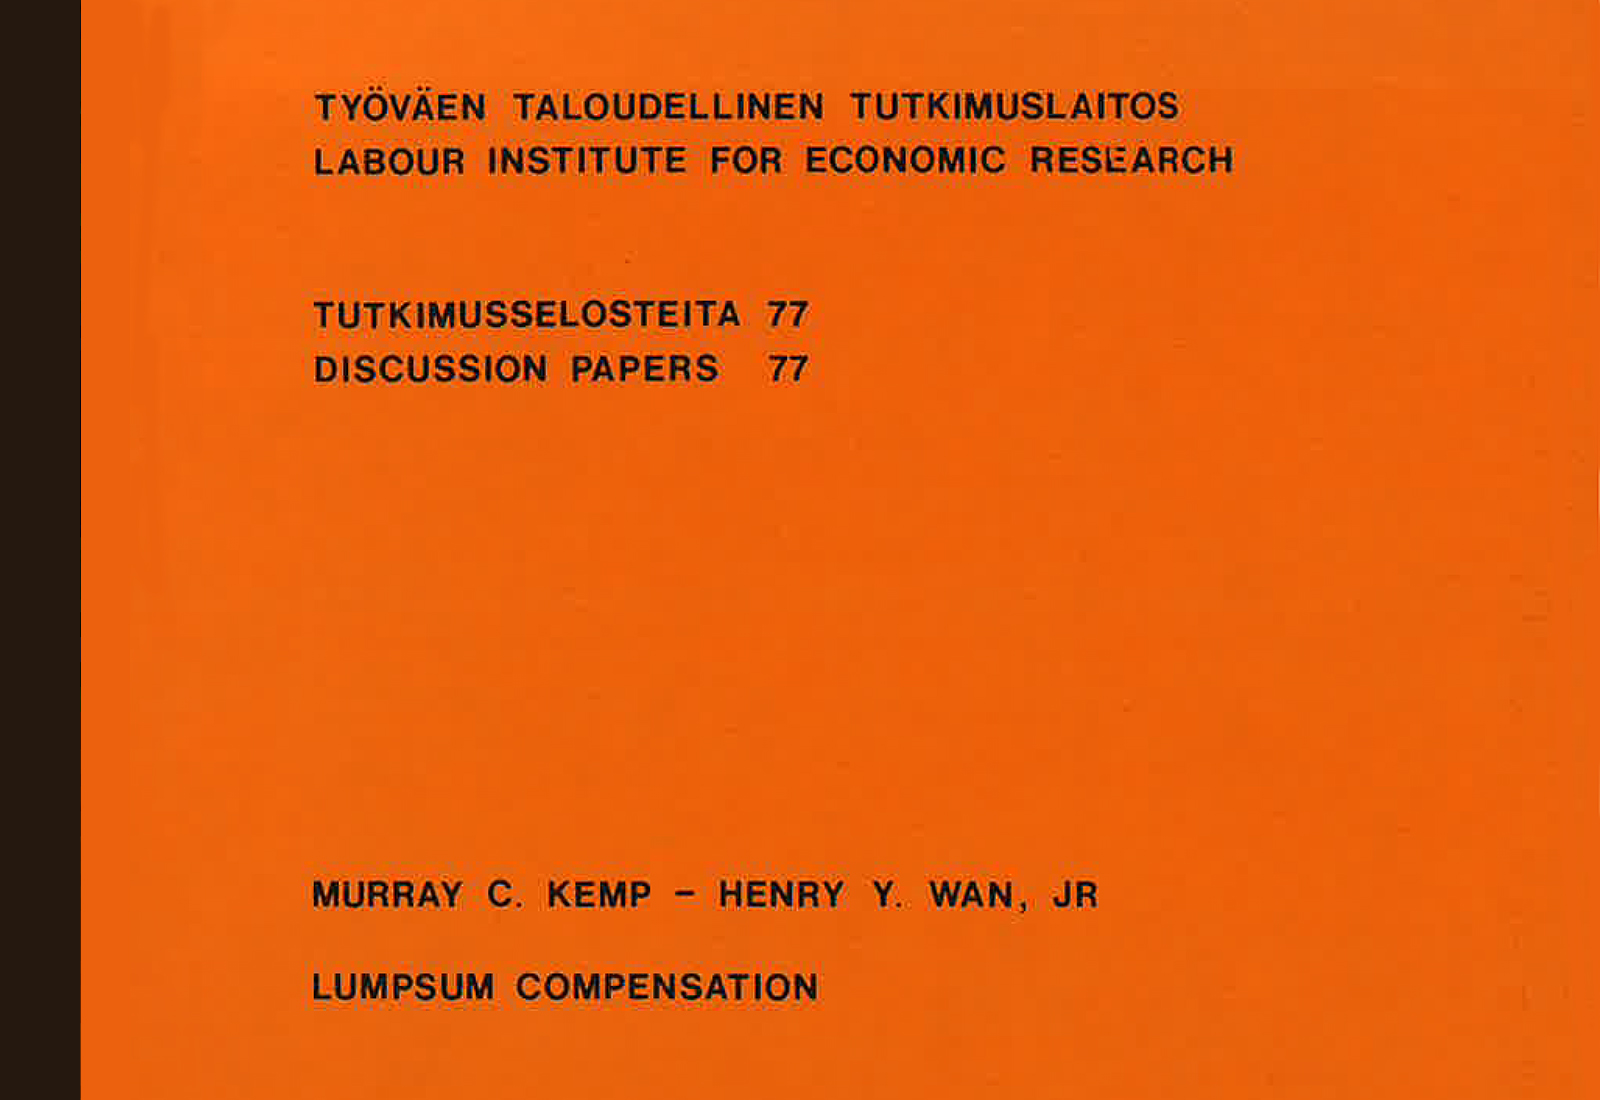 TYÖVÄEN TALOUDELLINEN TUTKIMUSLAITOS
LABOUR INSTITUTE FOR ECONOMIC RESEARCH
TUTKIMUSSELOSTEITA 77
DISCUSSION PAPERS 77
MURRAY C. KEMP – HENRY Y. WAN, JR
LUMPSUM COMPENSATION